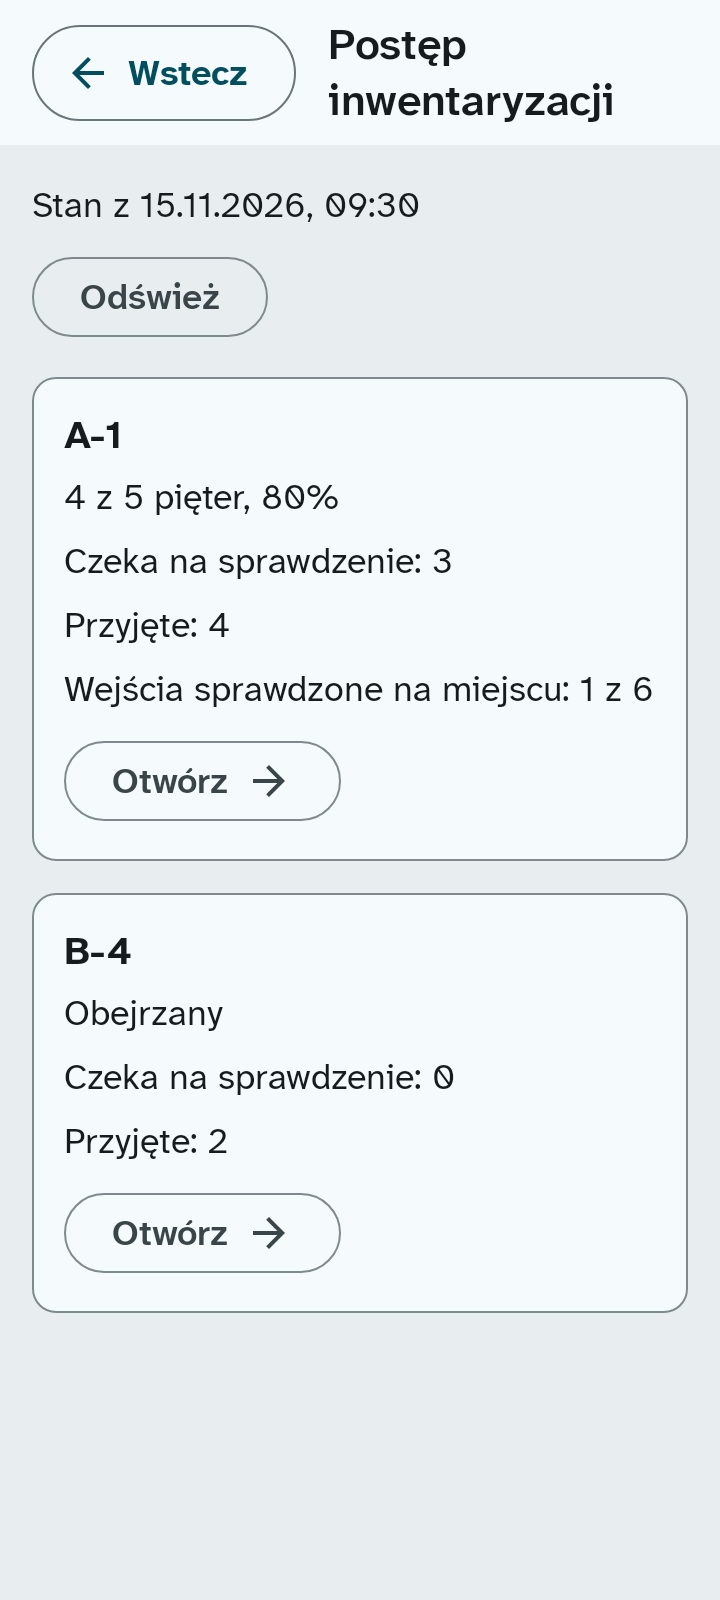 Wstecz
Postęp
inwentaryzacji
Stan z 15.11.2026, 09:30
Odśwież
A-1
4 z 5 pięter, 80%
Czeka na sprawdzenie: 3
Przyjęte: 4
Wejścia sprawdzone na miejscu: 1 z 6
Otwórz
B-4
Obejrzany
Czeka na sprawdzenie: 0
Przyjęte: 2
Otwórz